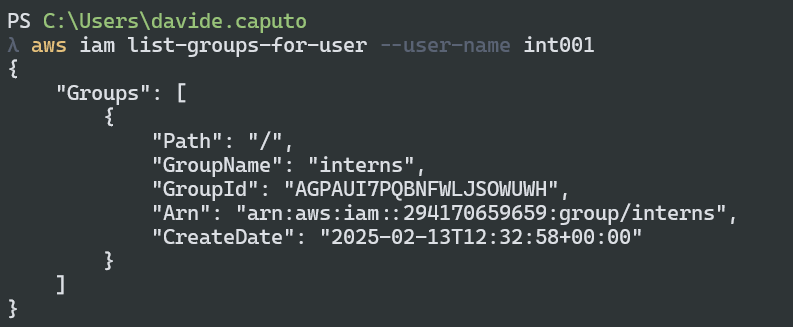 PS C:\Users\davide.caputo
λ aws iam list-groups-for-user --user-name int001
{
    "Groups": [
        {
            "Path": "/",
            "GroupName": "interns",
            "GroupId": "AGPAUI7PQBNFWLJSOWUWH",
            "Arn": "arn:aws:iam::294170659659:group/interns",
            "CreateDate": "2025-02-13T12:32:58+00:00"
        }
    ]
}